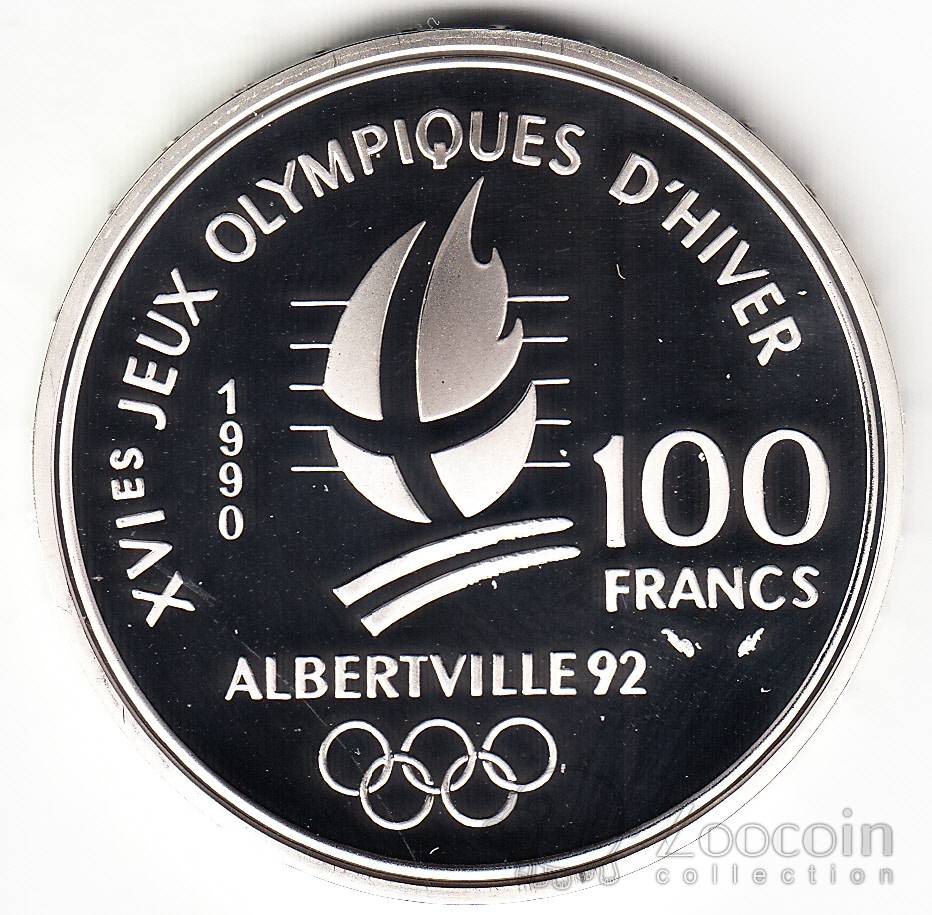 XVIES JEUX OLYMPIQUES D'HIVER
1990
100
FRANCS
ALBERTVILLE 92
Zoocoin
collection